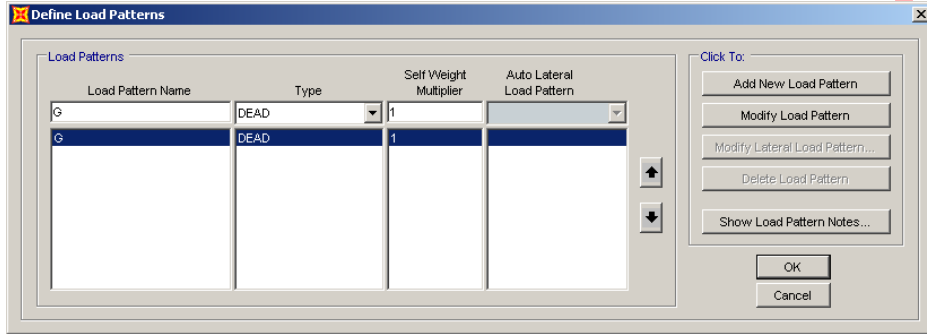 Define Load Patterns
Load Patterns
Click To:
Load Pattern Name Type Self Weight Multiplier Auto Lateral Load Pattern
G DEAD 1
G DEAD 1
Add New Load Pattern
Modify Load Pattern
Modify Lateral Load Pattern...
Delete Load Pattern
Show Load Pattern Notes...
OK
Cancel